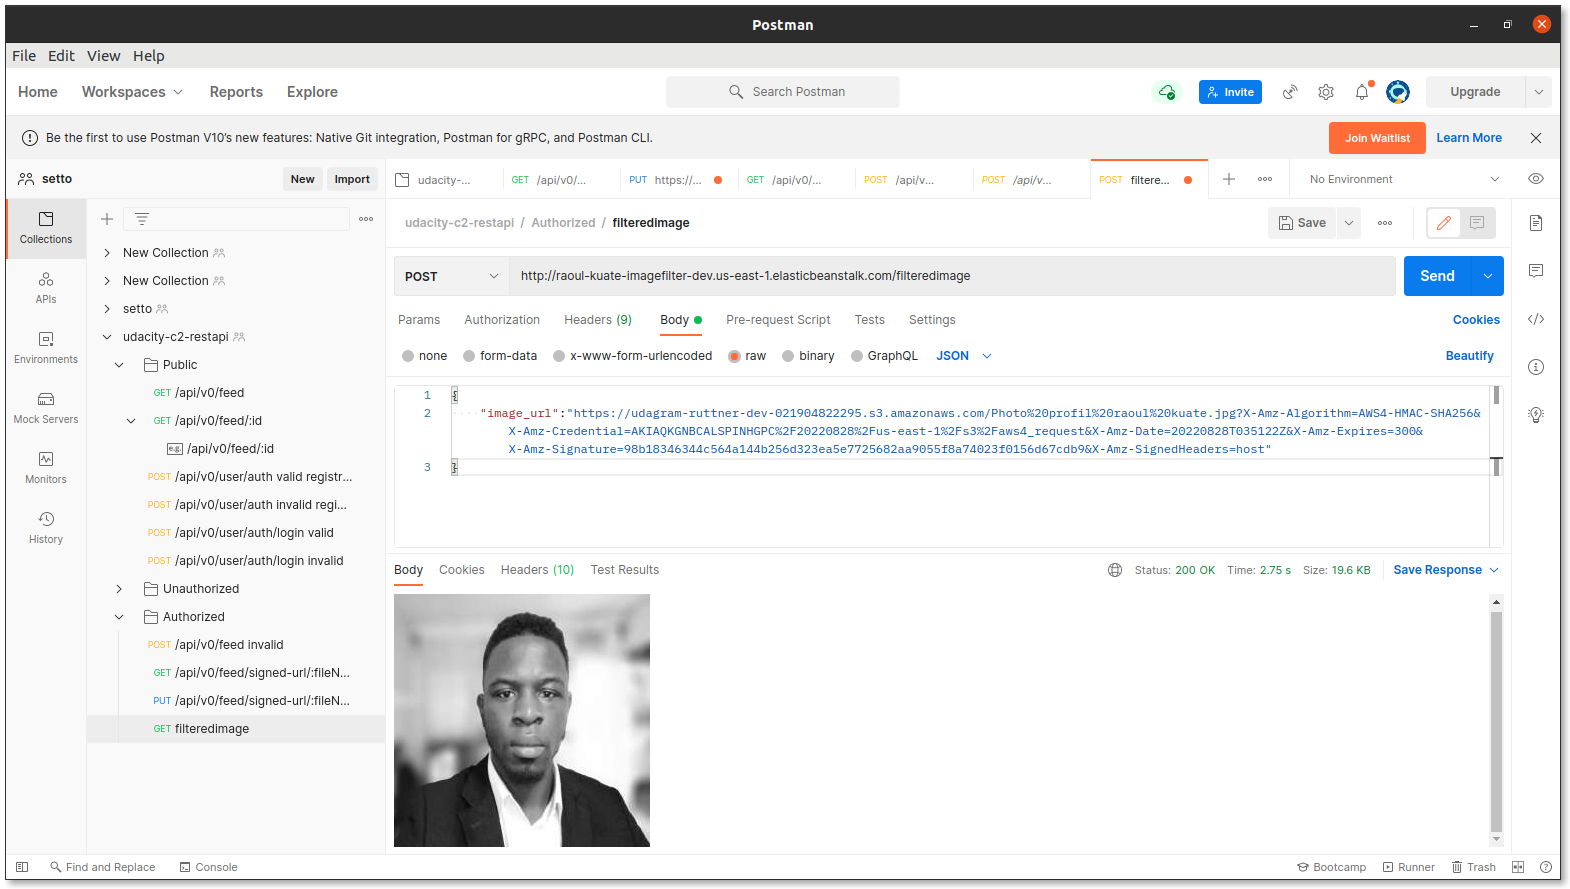 Postman
File Edit View Help
Home Workspaces Reports Explore Search Postman Invite Upgrade
Be the first to use Postman V10's new features: Native Git integration, Postman for gRPC, and Postman CLI. Join Waitlist Learn More
setto New Import udacity-... GET /api/v0/... PUT https://... GET /api/v0/... POST /api/v... POST /api/v... POST filtere... No Environment
Collections
APIs
Environments
Mock Servers
Monitors
History
New Collection
New Collection
setto
udacity-c2-restapi
Public
GET /api/v0/feed
GET /api/v0/feed/:id
e.g. /api/v0/feed/:id
POST /api/v0/user/auth valid registr...
POST /api/v0/user/auth invalid regi...
POST /api/v0/user/auth/login valid
POST /api/v0/user/auth/login invalid
Unauthorized
Authorized
POST /api/v0/feed invalid
GET /api/v0/feed/signed-url/:fileN...
PUT /api/v0/feed/signed-url/:fileN...
GET filteredimage
udacity-c2-restapi / Authorized / filteredimage Save
POST http://raoul-kuate-imagefilter-dev.us-east-1.elasticbeanstalk.com/filteredimage Send
Params Authorization Headers (9) Body Pre-request Script Tests Settings Cookies
none form-data x-www-form-urlencoded raw binary GraphQL JSON Beautify
1 {
2 "image_url":"https://udagram-ruttner-dev-021904822295.s3.amazonaws.com/Photo%20profil%20raoul%20kuate.jpg?X-Amz-Algorithm=AWS4-HMAC-SHA256&
X-Amz-Credential=AKIAQKGNBCALSPINHGPC%2F20220828%2Fus-east-1%2Fs3%2Faws4_request&X-Amz-Date=20220828T035122Z&X-Amz-Expires=300&
X-Amz-Signature=98b18346344c564a144b256d323ea5e7725682aa9055f8a74023f0156d67cdb9&X-Amz-SignedHeaders=host"
3 }
Body Cookies Headers (10) Test Results Status: 200 OK Time: 2.75 s Size: 19.6 KB Save Response
Find and Replace Console Bootcamp Runner Trash